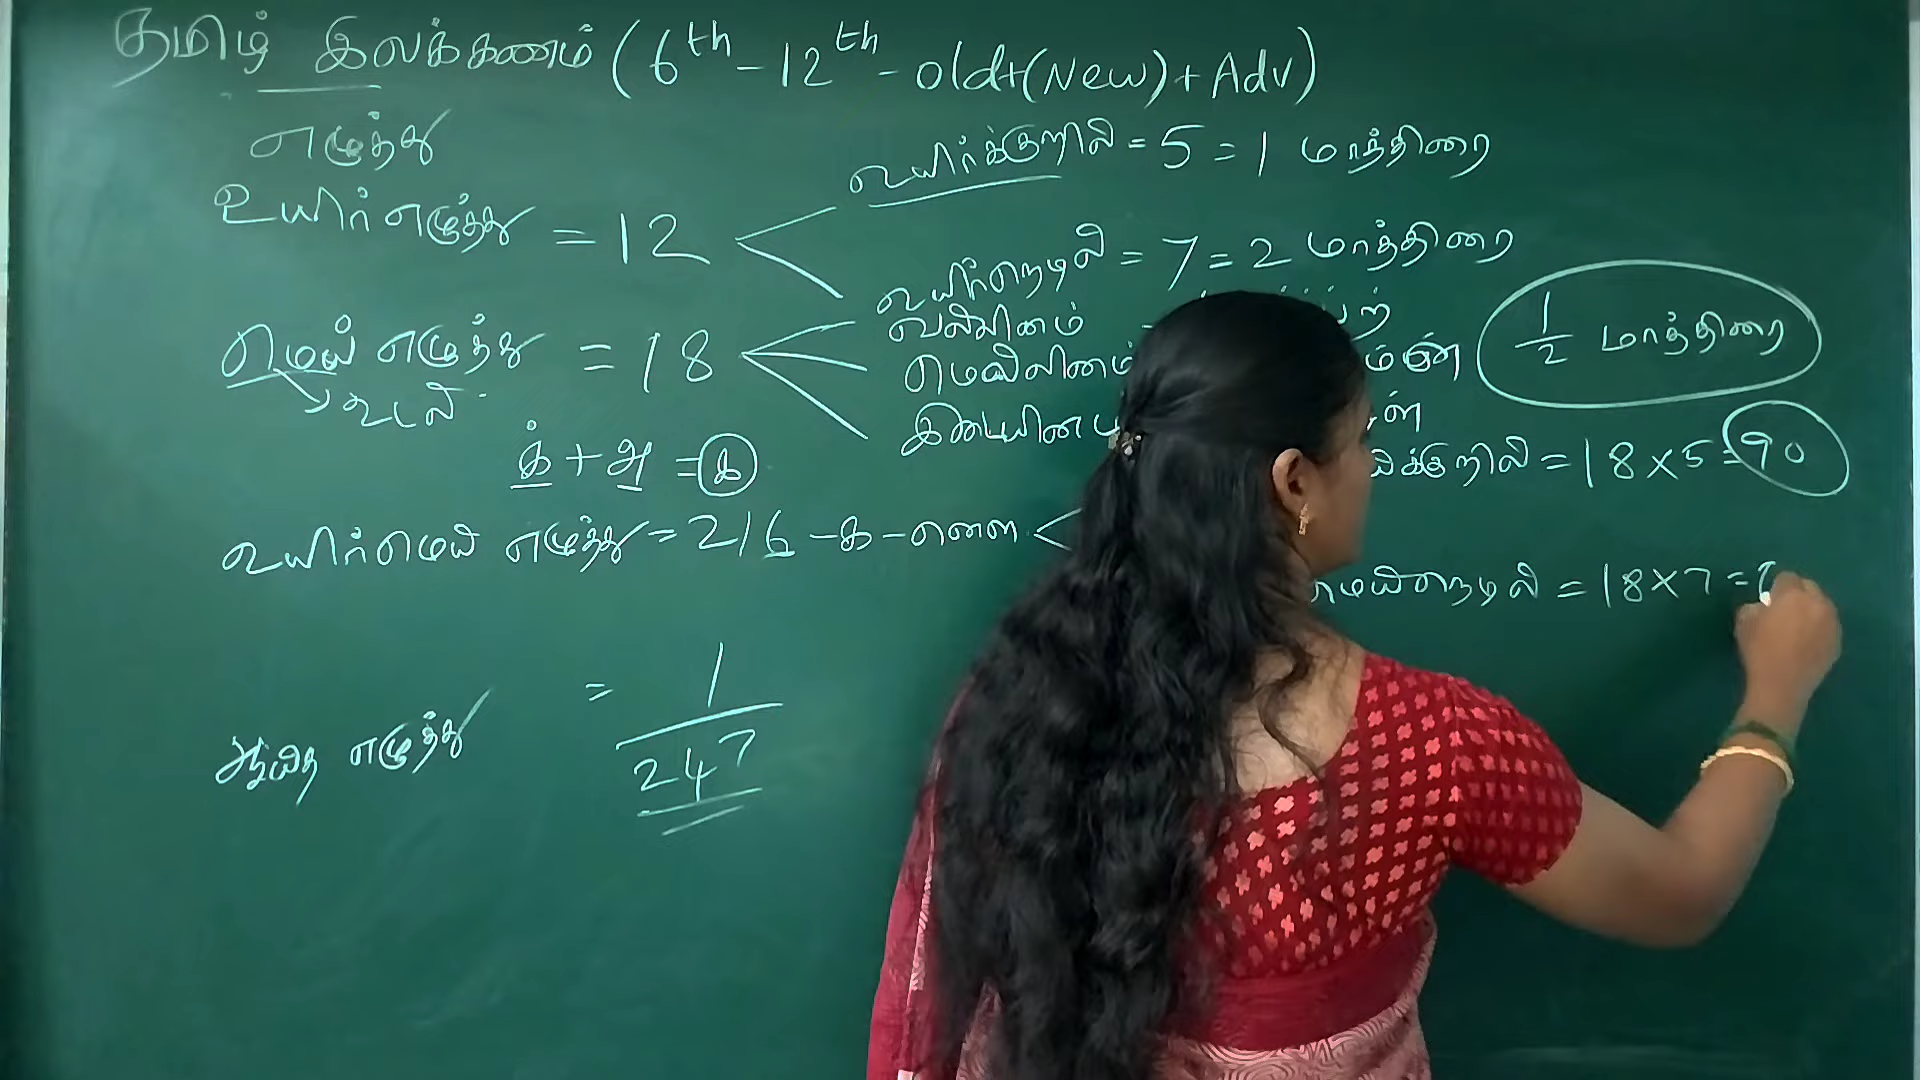 தமிழ் இலக்கணம் (6th - 12th - old+(New) + Adv)
எழுத்து
உயிர்க்குறில் = 5 = 1 மாத்திரை
உயிர் எழுத்து = 12
உயிர்நெடில் = 7 = 2 மாத்திரை
வல்லினம்
1/2 மாத்திரை
மெய் எழுத்து = 18
மெல்லினம்
உடல்
இடையின
க் + அ = க
க்குறில் = 18 x 5 = 90
உயிர்மெய் எழுத்து = 216 - க - னௌ
மெய்நெடில் = 18 x 7 =
ஆய்த எழுத்து = 1
247